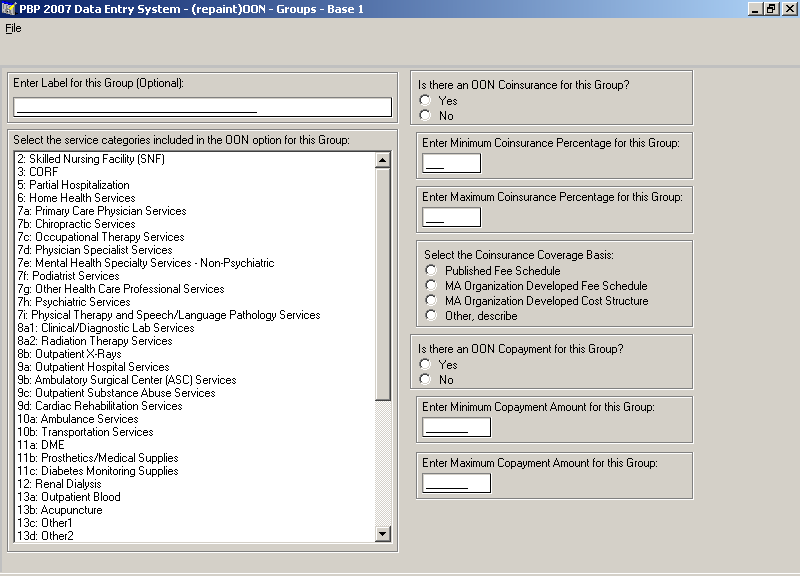 PBP 2007 Data Entry System - (repaint)OON - Groups - Base 1
File
Enter Label for this Group (Optional):
Select the service categories included in the OON option for this Group:
2: Skilled Nursing Facility (SNF)
3: CORF
5: Partial Hospitalization
6: Home Health Services
7a: Primary Care Physician Services
7b: Chiropractic Services
7c: Occupational Therapy Services
7d: Physician Specialist Services
7e: Mental Health Specialty Services - Non-Psychiatric
7f: Podiatrist Services
7g: Other Health Care Professional Services
7h: Psychiatric Services
7i: Physical Therapy and Speech/Language Pathology Services
8a1: Clinical/Diagnostic Lab Services
8a2: Radiation Therapy Services
8b: Outpatient X-Rays
9a: Outpatient Hospital Services
9b: Ambulatory Surgical Center (ASC) Services
9c: Outpatient Substance Abuse Services
9d: Cardiac Rehabilitation Services
10a: Ambulance Services
10b: Transportation Services
11a: DME
11b: Prosthetics/Medical Supplies
11c: Diabetes Monitoring Supplies
12: Renal Dialysis
13a: Outpatient Blood
13b: Acupuncture
13c: Other1
13d: Other2
Is there an OON Coinsurance for this Group?
Yes
No
Enter Minimum Coinsurance Percentage for this Group:
Enter Maximum Coinsurance Percentage for this Group:
Select the Coinsurance Coverage Basis:
Published Fee Schedule
MA Organization Developed Fee Schedule
MA Organization Developed Cost Structure
Other, describe
Is there an OON Copayment for this Group?
Yes
No
Enter Minimum Copayment Amount for this Group:
Enter Maximum Copayment Amount for this Group: